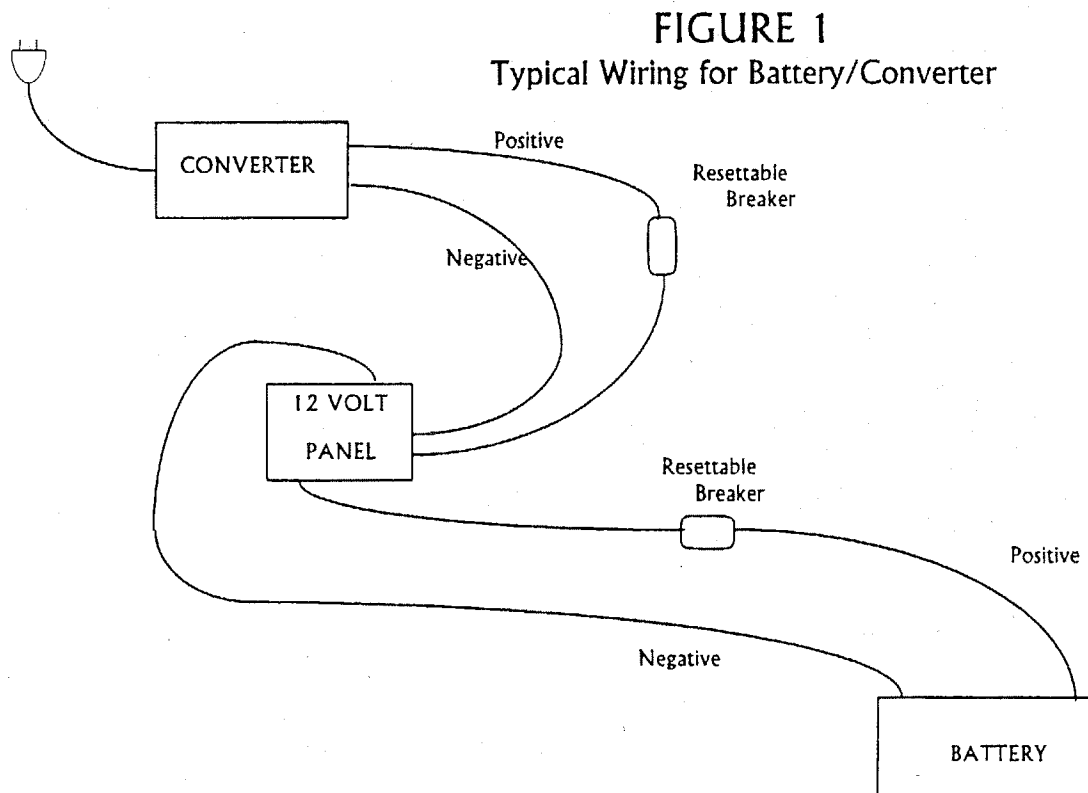 FIGURE 1
Typical Wiring for Battery/Converter
Positive
CONVERTER
Resettable
Breaker
Negative
12 VOLT
PANEL
Resettable
Breaker
Positive
Negative
BATTERY